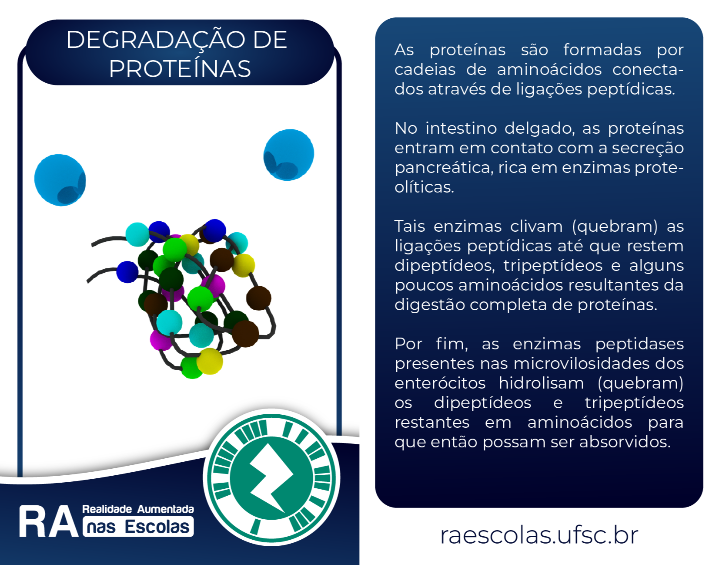 DEGRADAÇÃO DE
PROTEÍNAS
RA
Realidade Aumentada
nas Escolas
As proteínas são formadas por
cadeias de aminoácidos conecta-
dos através de ligações peptídicas.
No intestino delgado, as proteínas
entram em contato com a secreção
pancreática, rica em enzimas prote-
olíticas.
Tais enzimas clivam (quebram) as
ligações peptídicas até que restem
dipeptídeos, tripeptídeos e alguns
poucos aminoácidos resultantes da
digestão completa de proteínas.
Por fim, as enzimas peptidases
presentes nas microvilosidades dos
enterócitos hidrolisam (quebram)
os dipeptídeos e tripeptídeos
restantes em aminoácidos para
que então possam ser absorvidos.
raescolas.ufsc.br